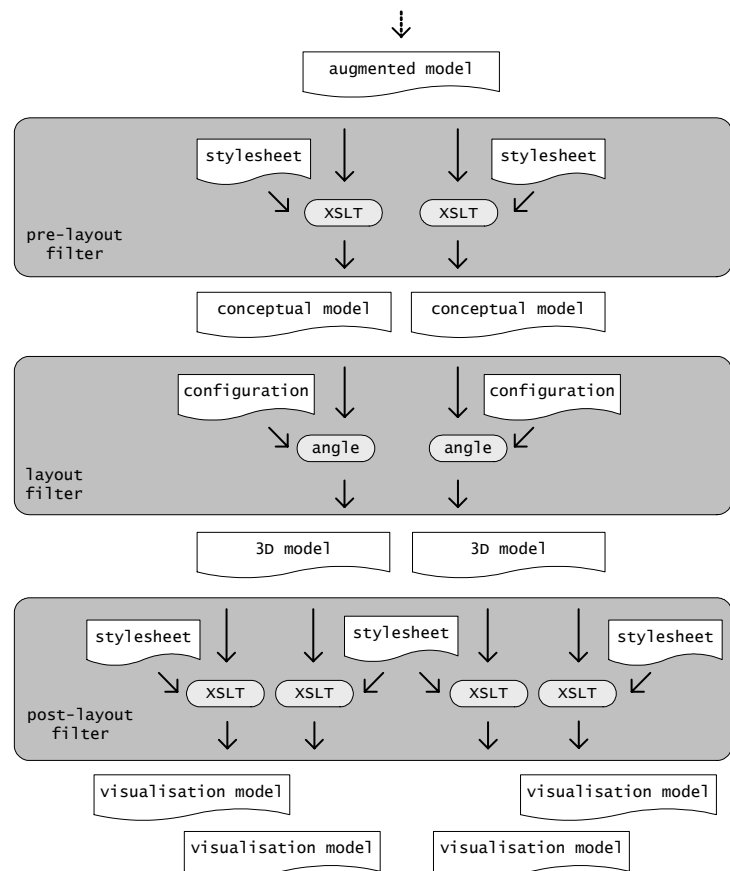 augmented model
stylesheet stylesheet
XSLT XSLT
pre-layout
filter
conceptual model conceptual model
configuration configuration
angle angle
layout
filter
3D model 3D model
stylesheet stylesheet stylesheet
XSLT XSLT XSLT XSLT
post-layout
filter
visualisation model visualisation model
visualisation model visualisation model